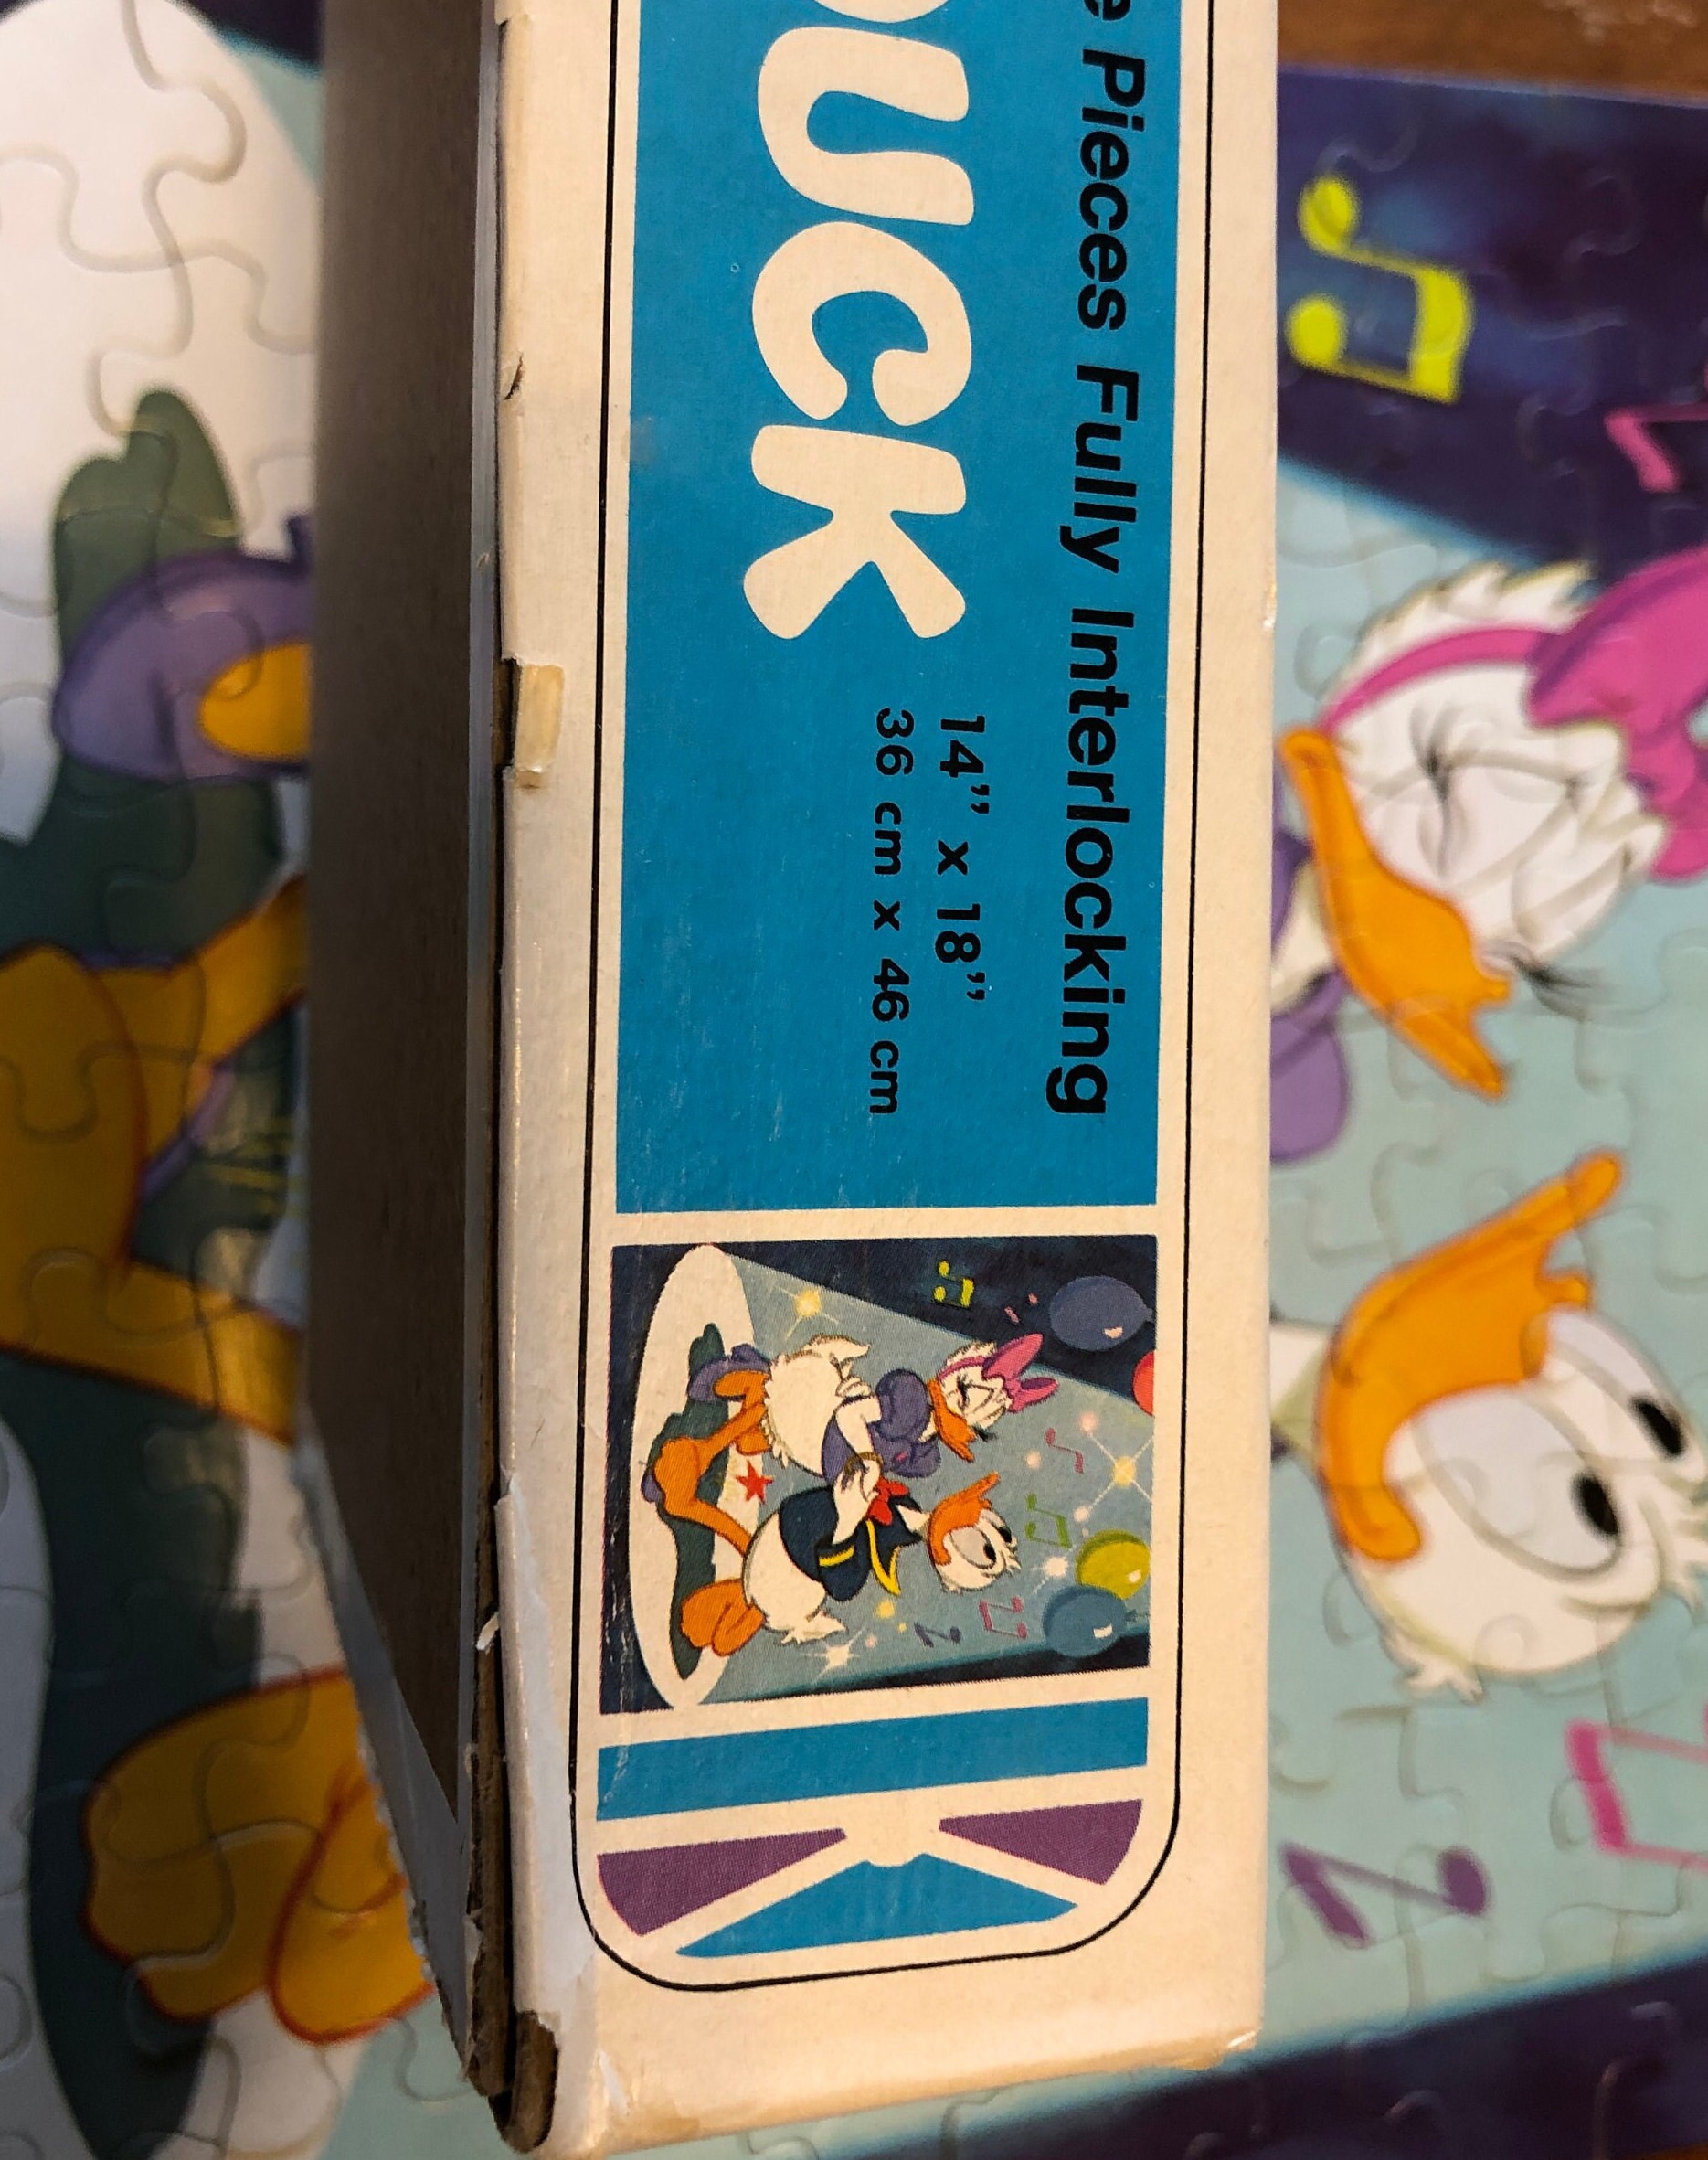 Pieces Fully Interlocking
uck
14” x 18”
36 cm x 46 cm